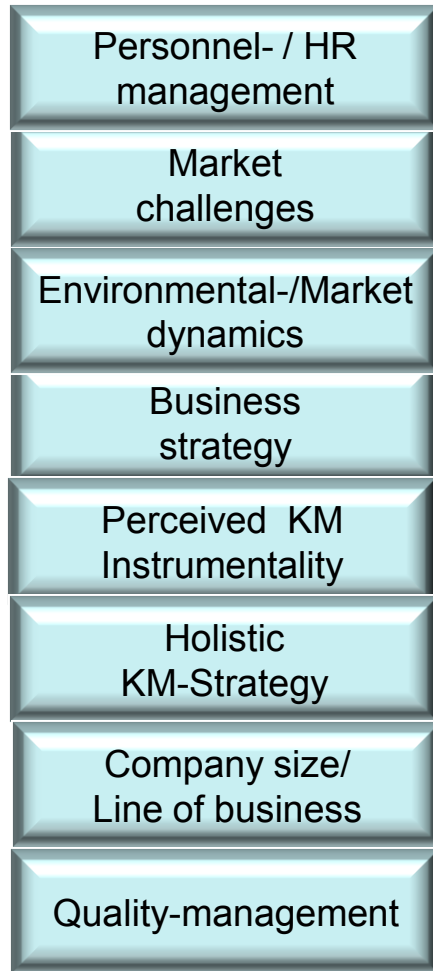 Personnel- / HR
management
Market
challenges
Environmental-/Market
dynamics
Business
strategy
Perceived KM
Instrumentality
Holistic
KM-Strategy
Company size/
Line of business
Quality-management